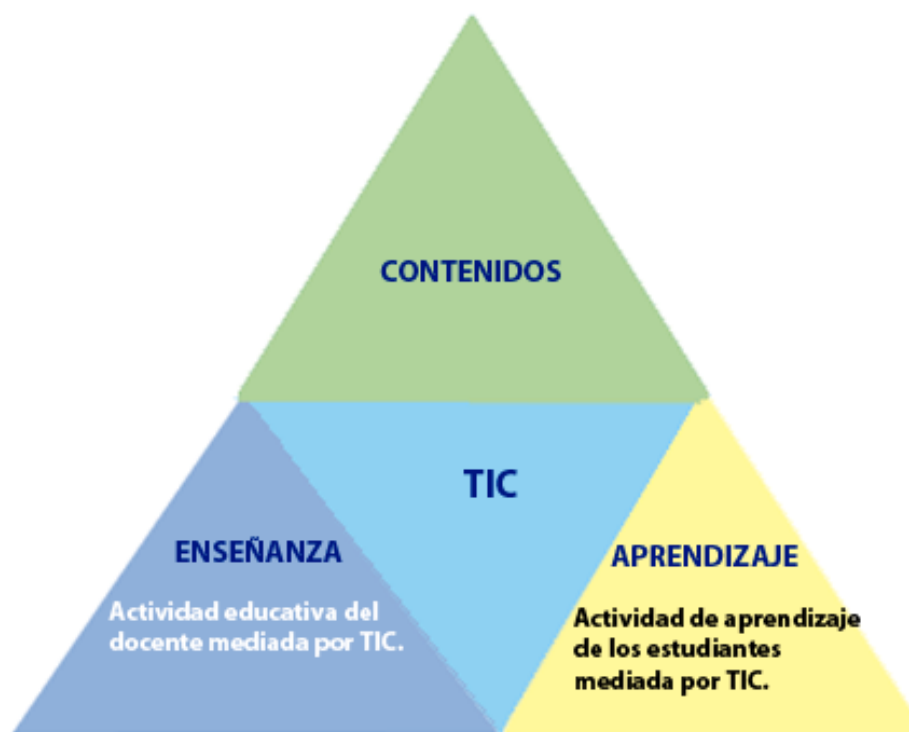 CONTENIDOS
TIC
ENSEÑANZA
Actividad educativa del
docente mediada por TIC.
APRENDIZAJE
Actividad de aprendizaje
de los estudiantes
mediada por TIC.